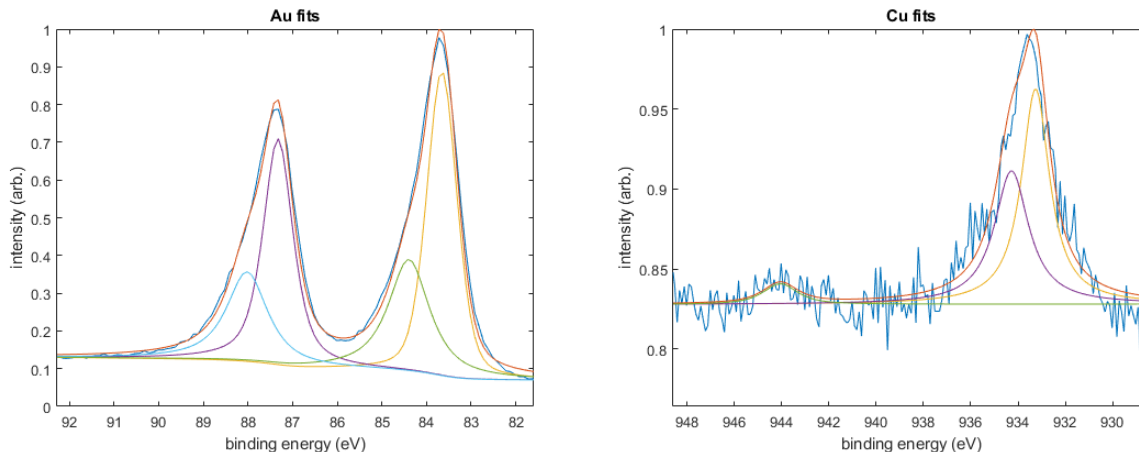 Au fits
1
0.9
0.8
0.7
0.6
0.5
0.4
0.3
0.2
0.1
0
intensity (arb.)
92 91 90 89 88 87 86 85 84 83 82
binding energy (eV)
Cu fits
1
0.95
0.9
0.85
0.8
intensity (arb.)
948 946 944 942 940 938 936 934 932 930
binding energy (eV)